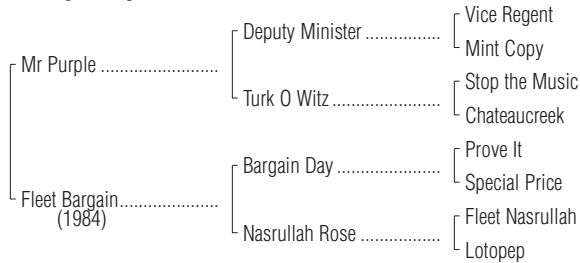 Vice Regent
Deputy Minister ..................
Mint Copy
Mr Purple ........................
Stop the Music
Turk O Witz ..........................
Chateaucreek
Prove It
Bargain Day .........................
Special Price
Fleet Bargain.....................
(1984)
Fleet Nasrullah
Nasrullah Rose ...................
Lotopep